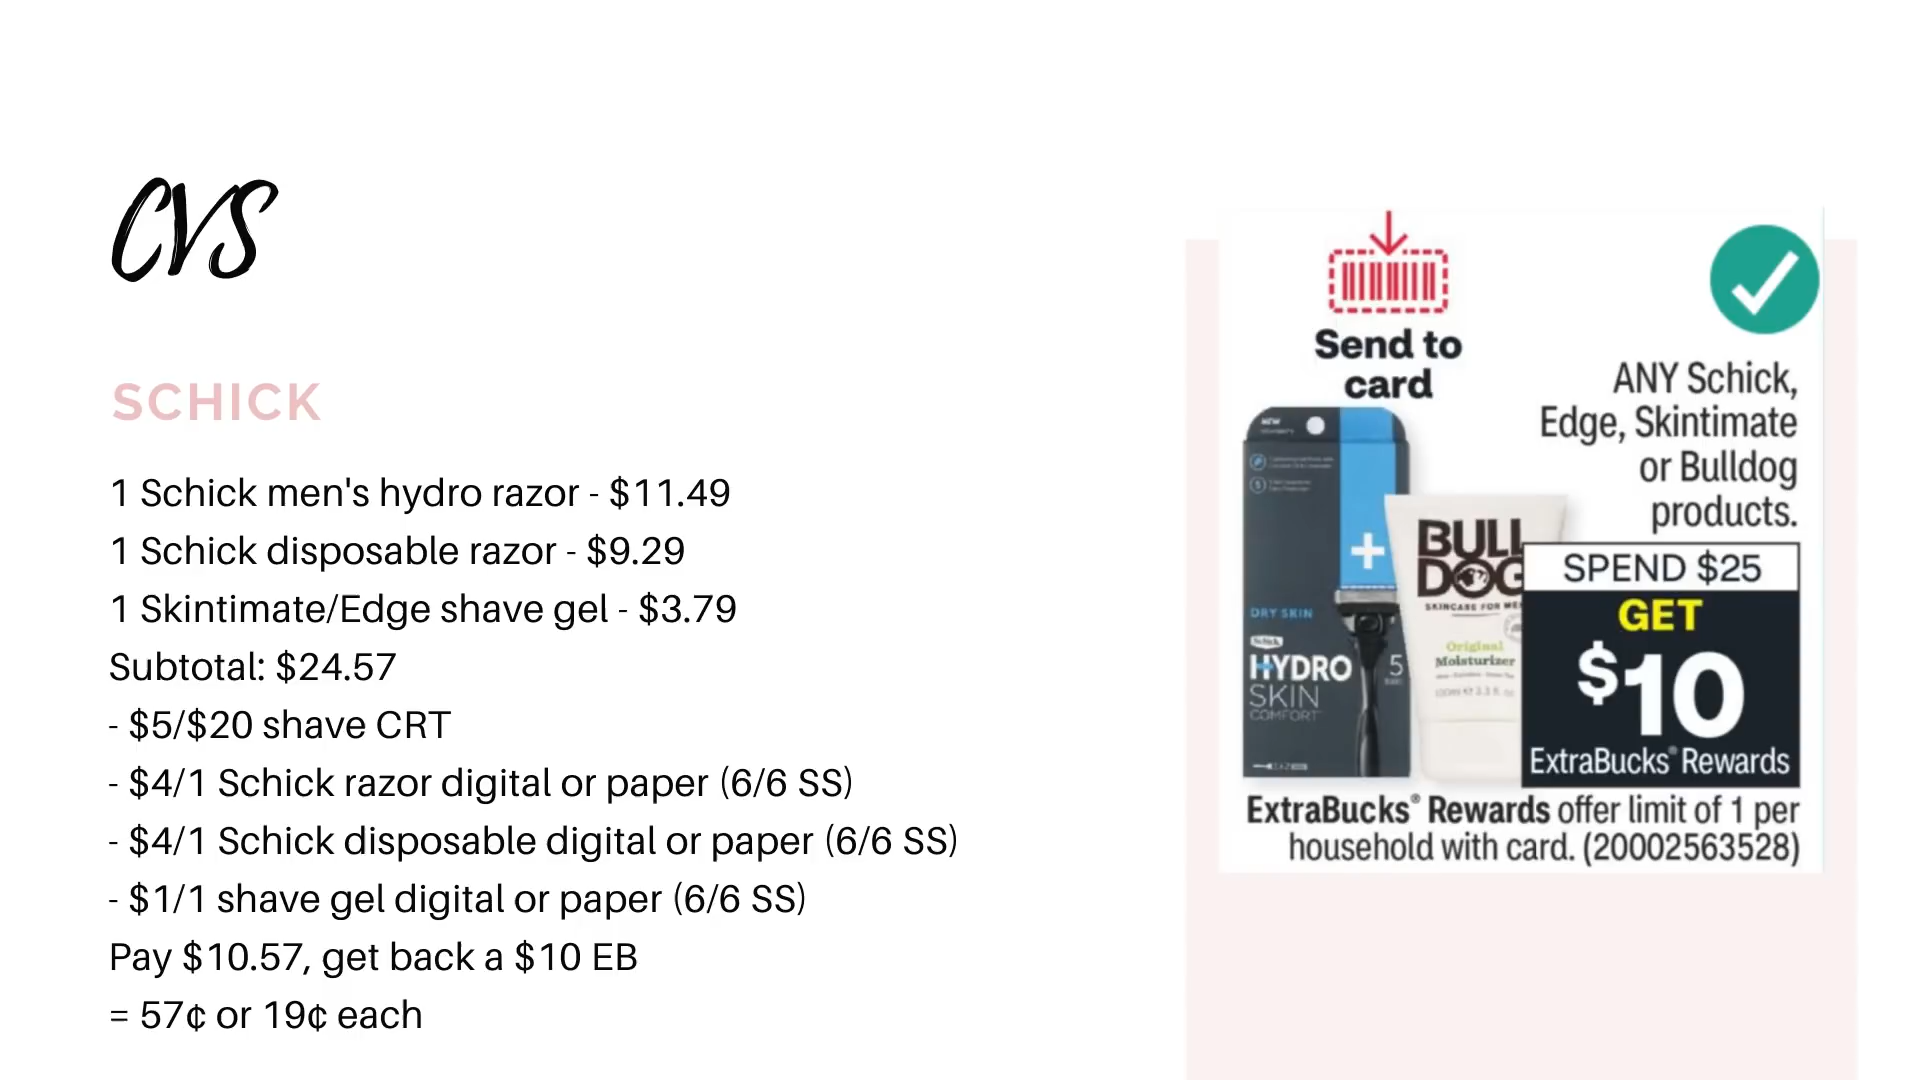 CVS
SCHICK
1 Schick men's hydro razor - $11.49
1 Schick disposable razor - $9.29
1 Skintimate/Edge shave gel - $3.79
Subtotal: $24.57
- $5/$20 shave CRT
- $4/1 Schick razor digital or paper (6/6 SS)
- $4/1 Schick disposable digital or paper (6/6 SS)
- $1/1 shave gel digital or paper (6/6 SS)
Pay $10.57, get back a $10 EB
= 57¢ or 19¢ each
Send to
card
ANY Schick,
Edge, Skintimate
or Bulldog
products.
SPEND $25
GET
$10
ExtraBucks® Rewards
ExtraBucks® Rewards offer limit of 1 per
household with card. (20002563528)
NEW
DRY SKIN
Schick
HYDRO
5
SKIN
COMFORT
BULL
DOG
SKINCARE FOR
Original
Moisturizer